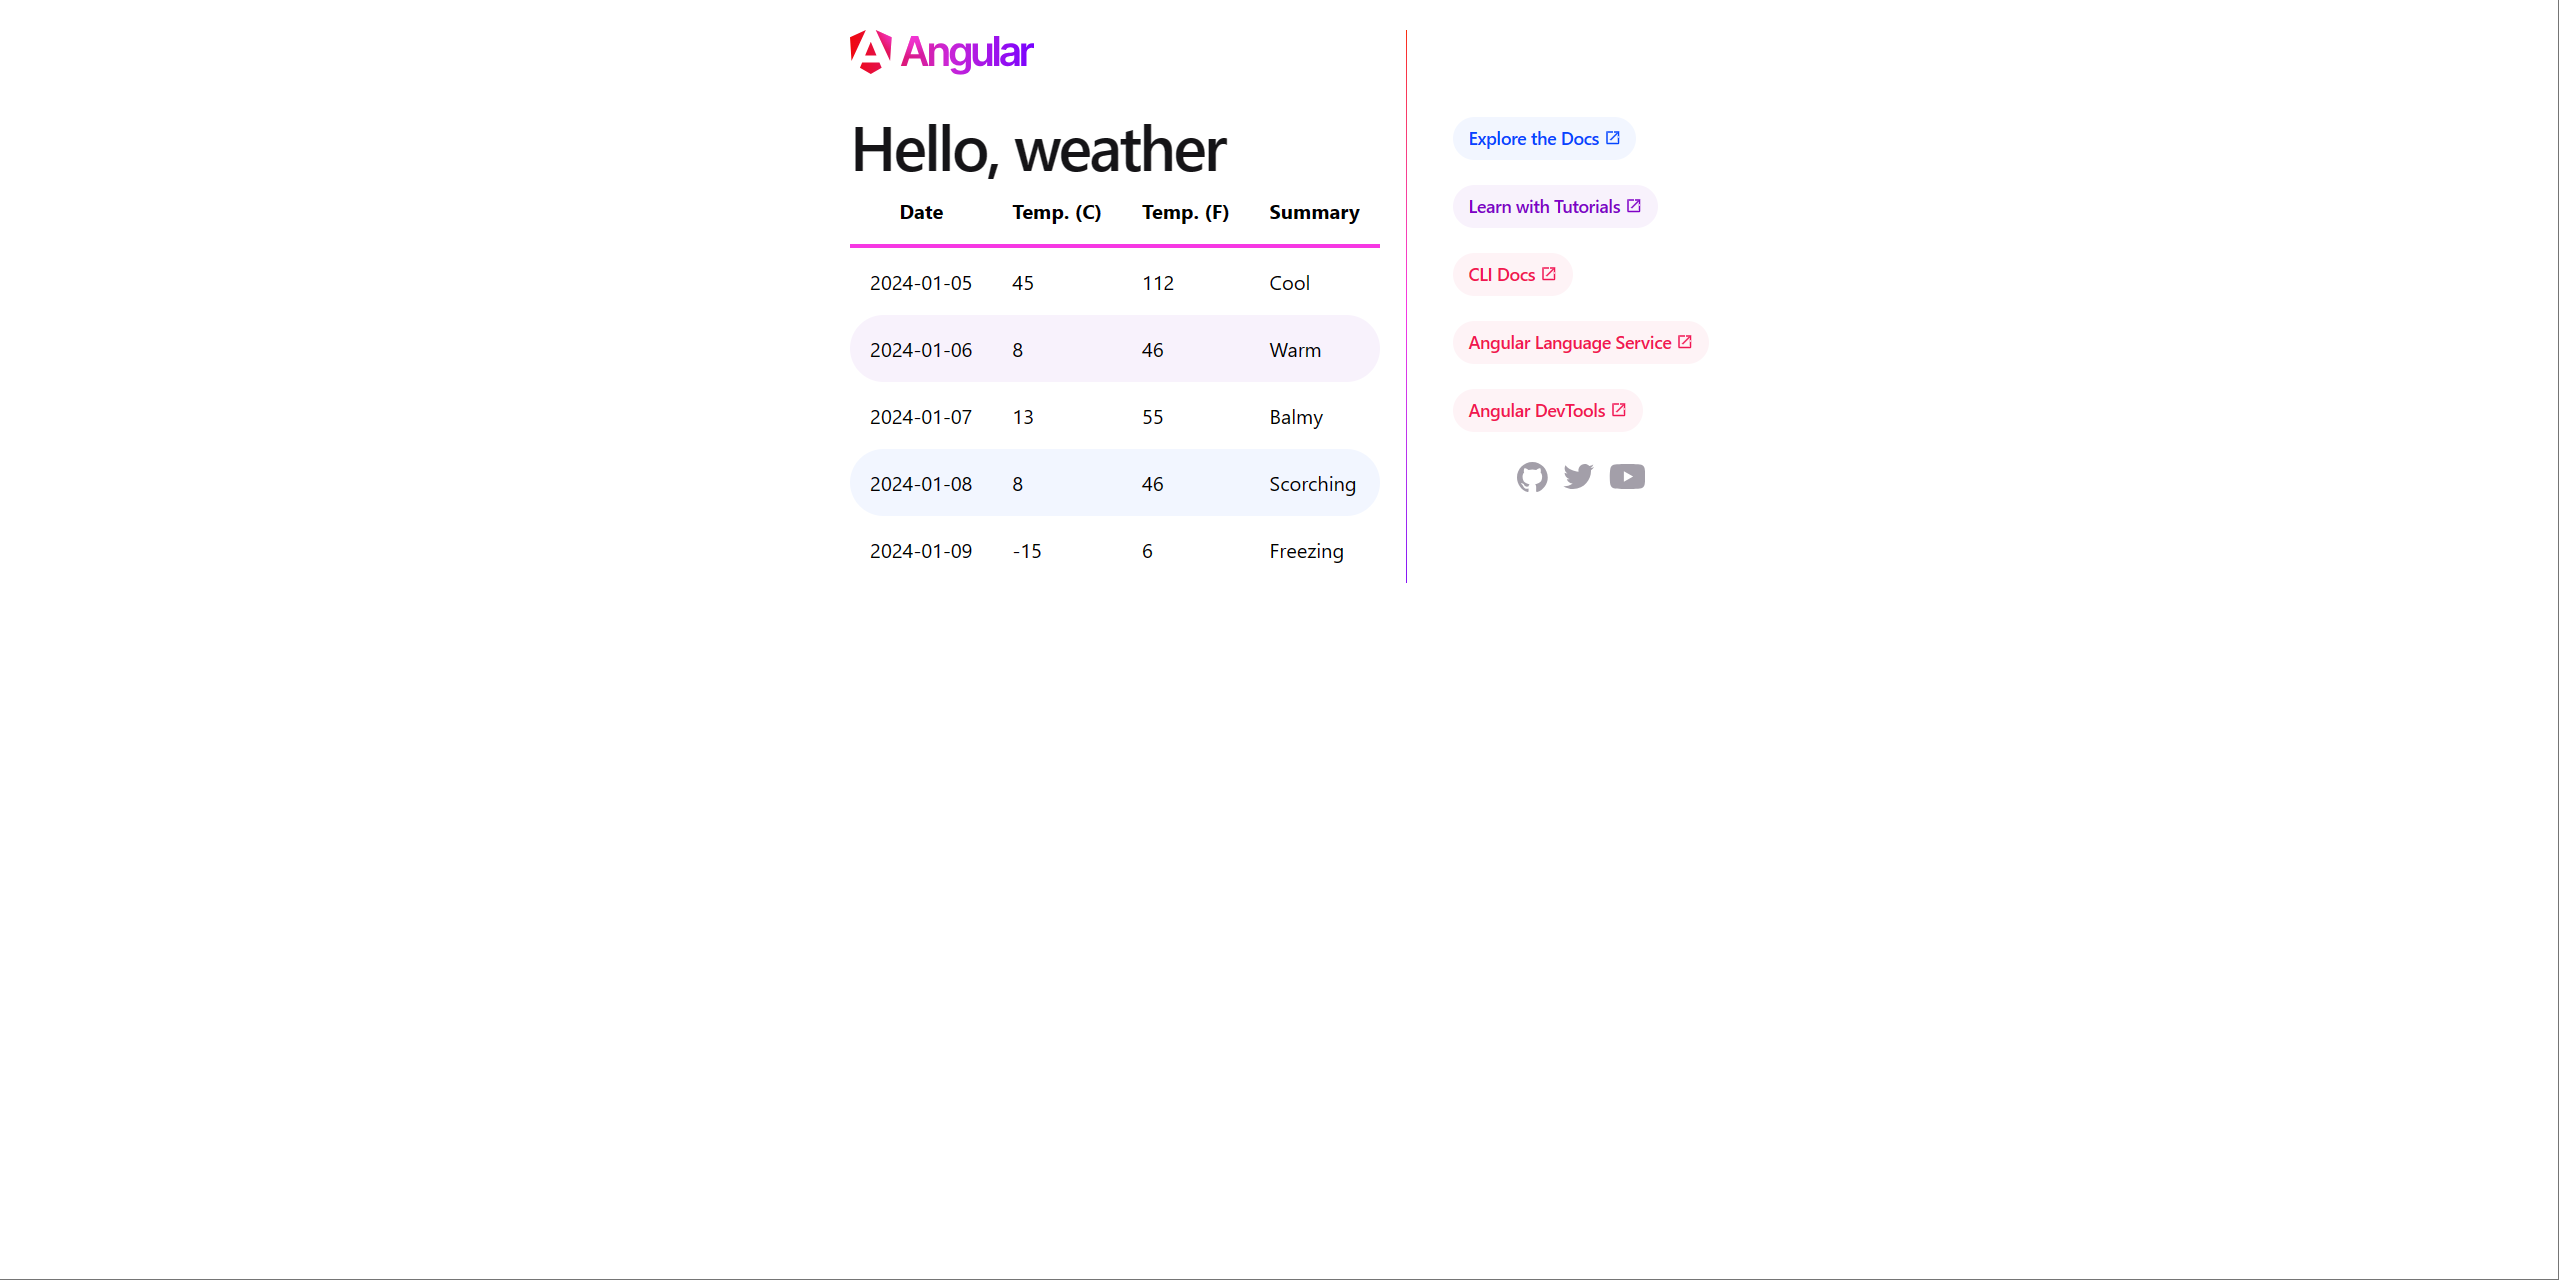 Angular
Hello, weather
Date Temp. (C) Temp. (F) Summary
2024-01-05 45 112 Cool
2024-01-06 8 46 Warm
2024-01-07 13 55 Balmy
2024-01-08 8 46 Scorching
2024-01-09 -15 6 Freezing
Explore the Docs
Learn with Tutorials
CLI Docs
Angular Language Service
Angular DevTools